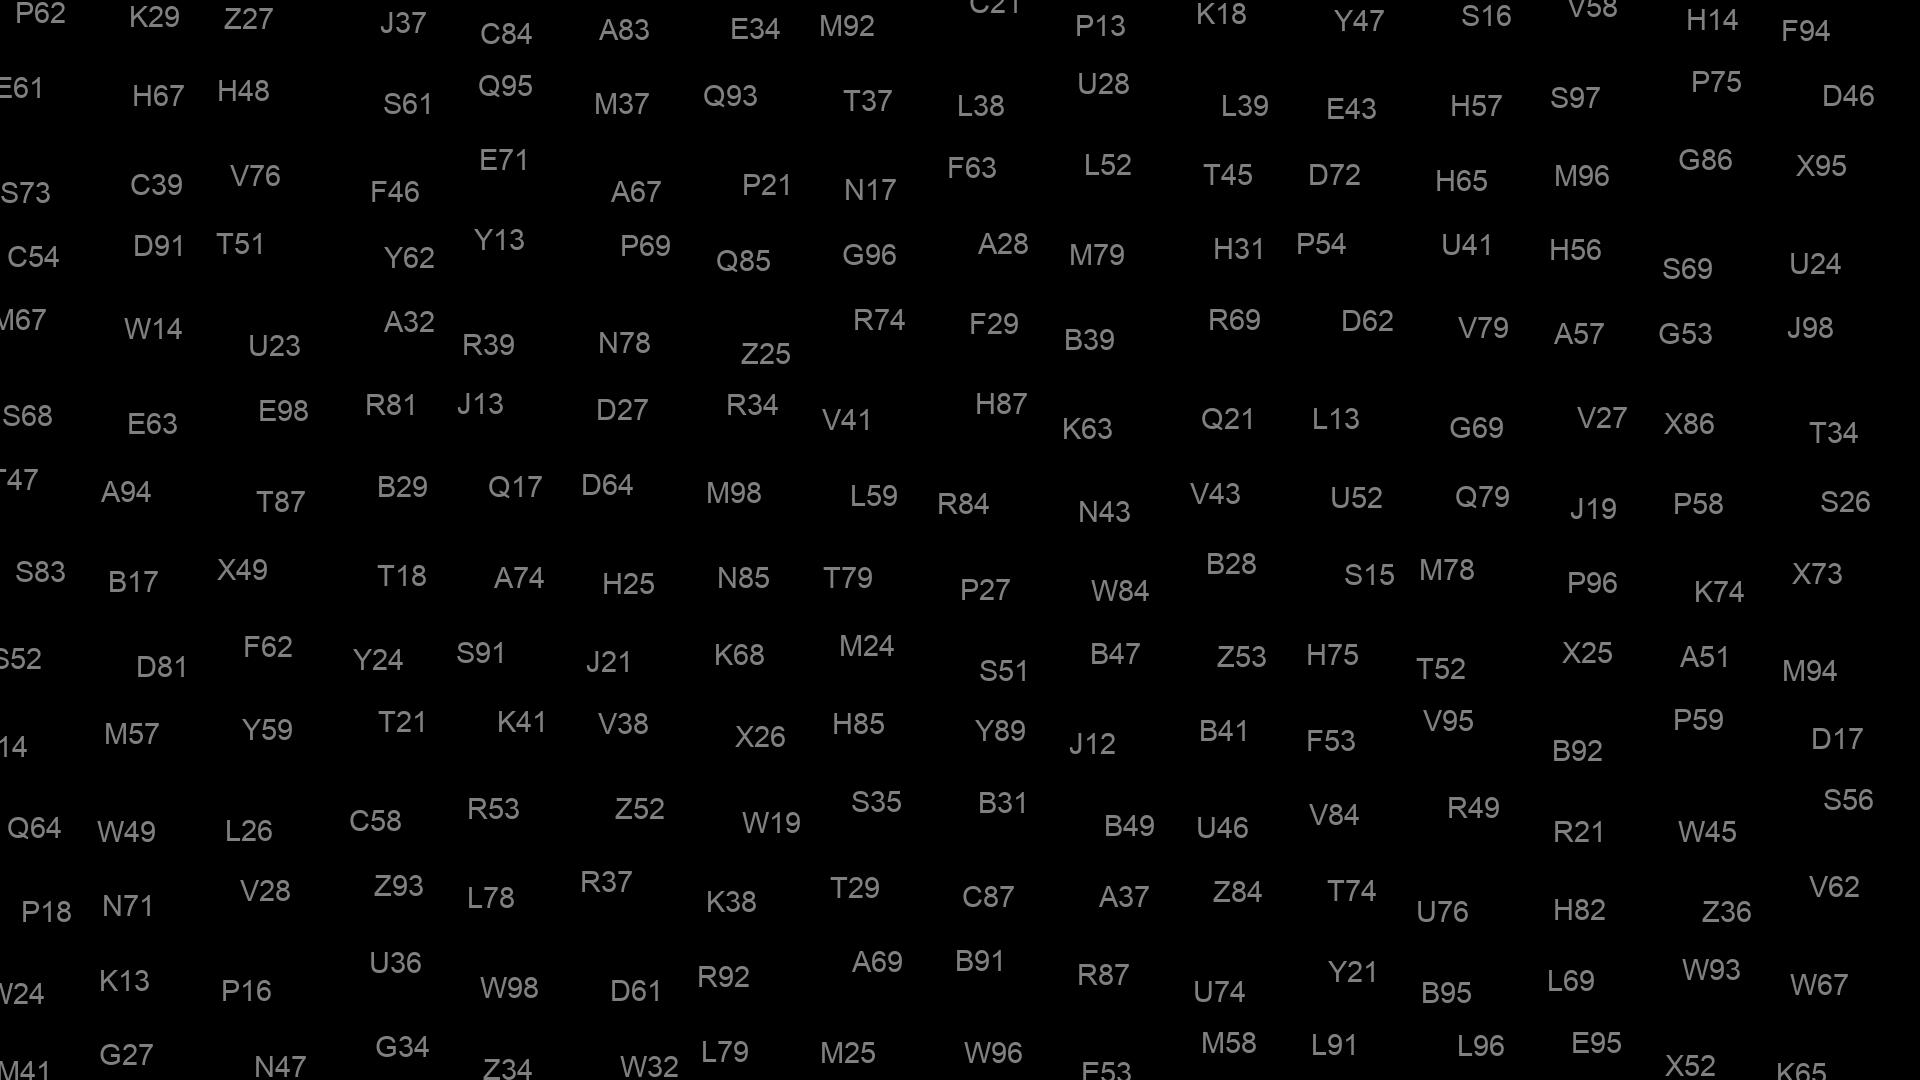 P62 K29 Z27 J37 C84 A83 E34 M92 C21 P13 K18 Y47 S16 V58 H14 F94
E61 H67 H48 S61 Q95 M37 Q93 T37 L38 U28 L39 E43 H57 S97 P75 D46
S73 C39 V76 F46 E71 A67 P21 N17 F63 L52 T45 D72 H65 M96 G86 X95
C54 D91 T51 Y62 Y13 P69 Q85 G96 A28 M79 H31 P54 U41 H56 S69 U24
M67 W14 U23 A32 R39 N78 Z25 R74 F29 B39 R69 D62 V79 A57 G53 J98
S68 E63 E98 R81 J13 D27 R34 V41 H87 K63 Q21 L13 G69 V27 X86 T34
T47 A94 T87 B29 Q17 D64 M98 L59 R84 N43 V43 U52 Q79 J19 P58 S26
S83 B17 X49 T18 A74 H25 N85 T79 P27 W84 B28 S15 M78 P96 K74 X73
S52 D81 F62 Y24 S91 J21 K68 M24 S51 B47 Z53 H75 T52 X25 A51 M94
14 M57 Y59 T21 K41 V38 X26 H85 Y89 J12 B41 F53 V95 B92 P59 D17
Q64 W49 L26 C58 R53 Z52 W19 S35 B31 B49 U46 V84 R49 R21 W45 S56
P18 N71 V28 Z93 L78 R37 K38 T29 C87 A37 Z84 T74 U76 H82 Z36 V62
W24 K13 P16 U36 W98 D61 R92 A69 B91 R87 U74 Y21 B95 L69 W93 W67
M41 G27 N47 G34 Z34 W32 L79 M25 W96 M58 L91 L96 E95 X52 K65